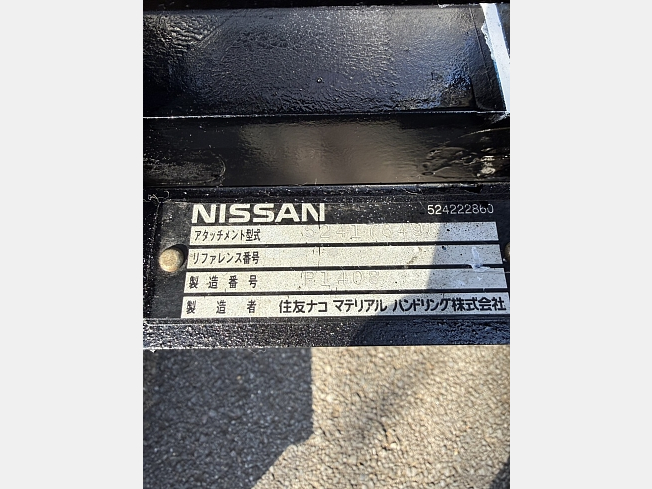 NISSAN 524222860
アタッチメント型式
リファレンス番号
製造番号
製造者 住友ナコ マテリアル ハンドリング株式会社